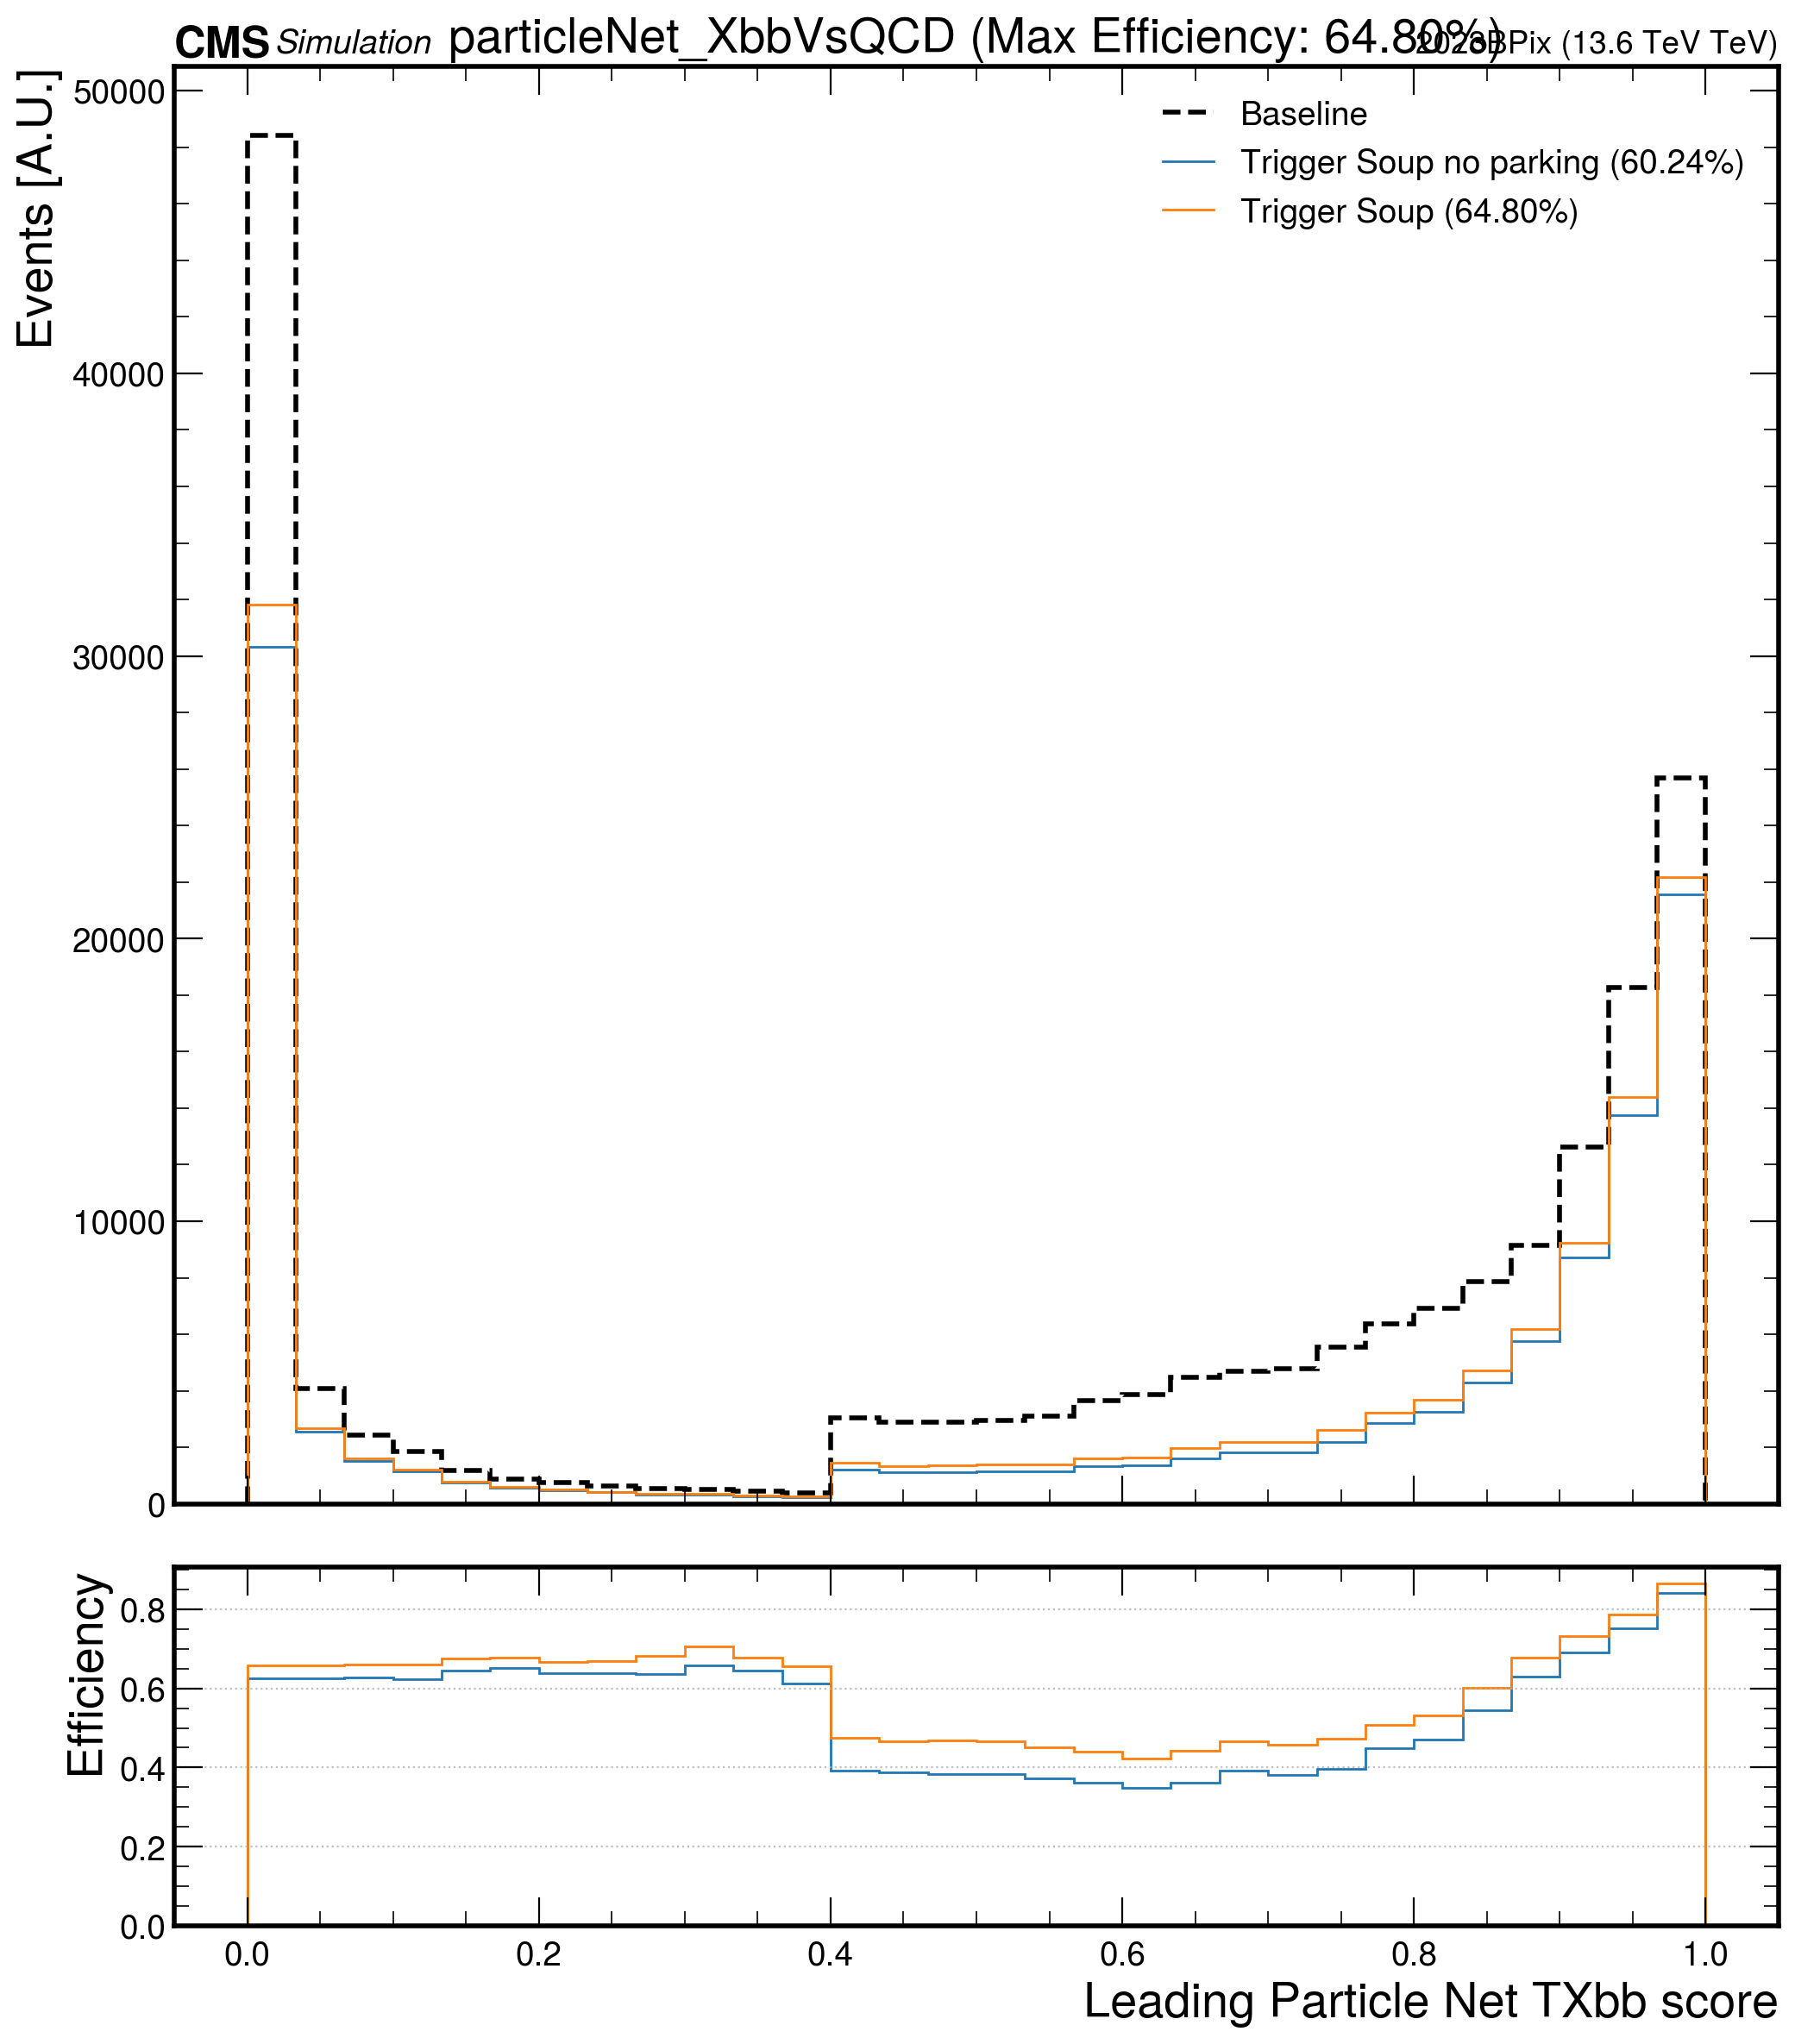 CMS Simulation particleNet_XbbVsQCD (Max Efficiency: 64.80%) 2023BPix (13.6 TeV TeV)
Events [A.U.]
50000
40000
30000
20000
10000
0
Baseline
Trigger Soup no parking (60.24%)
Trigger Soup (64.80%)
Efficiency
0.8
0.6
0.4
0.2
0.0
0.0 0.2 0.4 0.6 0.8 1.0
Leading Particle Net TXbb score